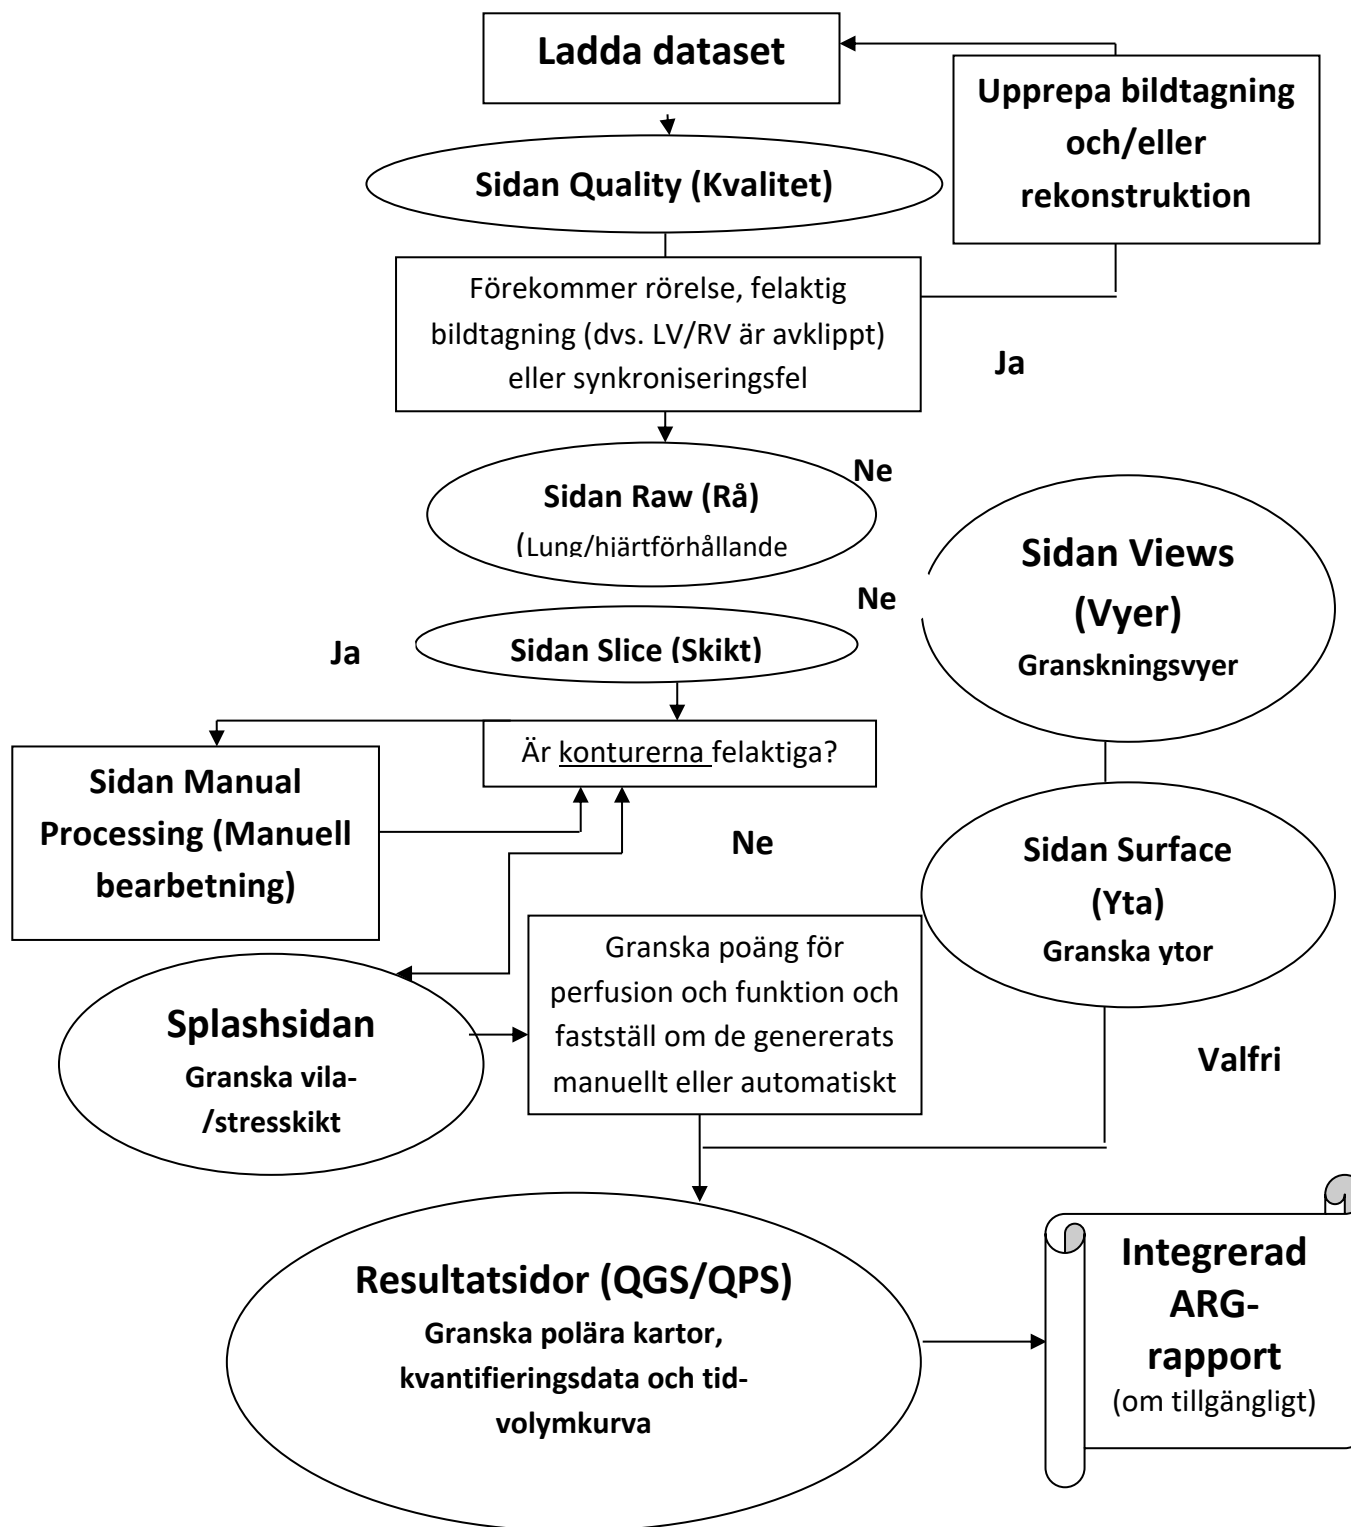 Ladda dataset
Upprepa bildtagning
och/eller
rekonstruktion
Sidan Quality (Kvalitet)
Förekommer rörelse, felaktig
bildtagning (dvs. LV/RV är avklippt)
eller synkroniseringsfel
Ja
Ne
Sidan Raw (Rå)
(Lung/hjärtförhållande
Ne
Sidan Views
(Vyer)
Granskningsvyer
Sidan Slice (Skikt)
Ja
Är konturerna felaktiga?
Sidan Manual
Processing (Manuell
bearbetning)
Ne
Sidan Surface
(Yta)
Granska ytor
Granska poäng för
perfusion och funktion och
fastställ om de genererats
manuellt eller automatiskt
Splashsidan
Granska vila-
/stresskikt
Valfri
Resultatsidor (QGS/QPS)
Granska polära kartor,
kvantifieringsdata och tid-
volymkurva
Integrerad
ARG-
rapport
(om tillgängligt)